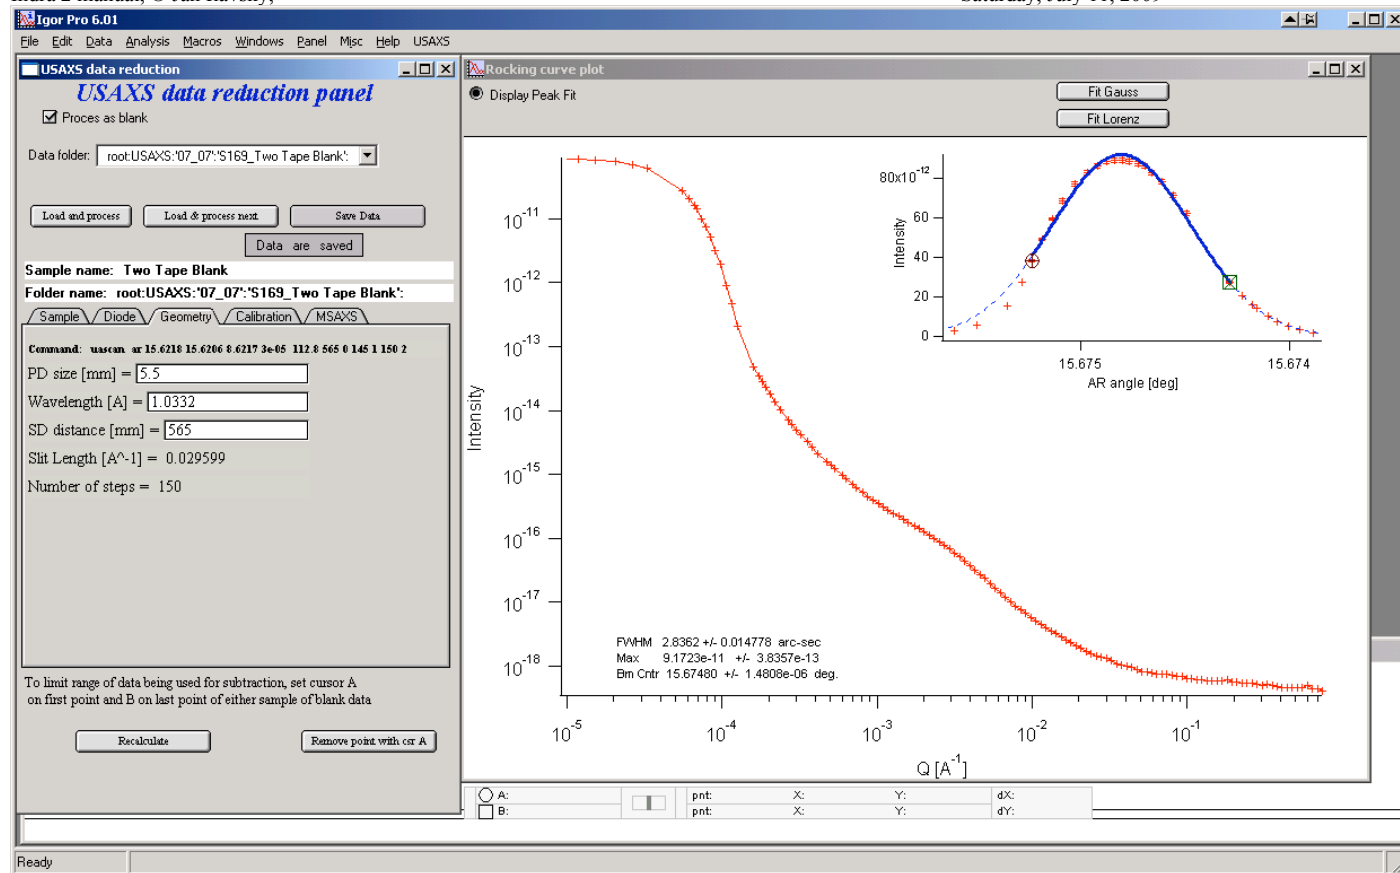 Indra 2 manual, © Jan Ilavsky,
Saturday, July 11, 2009
Igor Pro 6.01
File Edit Data Analysis Macros Windows Panel Misc Help USAXS
USAXS data reduction
USAXS data reduction panel
Proces as blank
Data folder: root:USAXS:'07_07':'S169_Two Tape Blank':
Load and process Load & process next Save Data
Data are saved
Sample name: Two Tape Blank
Folder name: root:USAXS:'07_07':'S169_Two Tape Blank':
Sample Diode Geometry Calibration MSAXS
Command: uascan ar 15.6218 15.6206 8.6217 3e-05 112.8 565 0 145 1 150 2
PD size [mm] = 5.5
Wavelength [A] = 1.0332
SD distance [mm] = 565
Slit Length [A^-1] = 0.029599
Number of steps = 150
To limit range of data being used for subtraction, set cursor A
on first point and B on last point of either sample of blank data
Recalculate Remove point with csr A
Rocking curve plot
Display Peak Fit
Fit Gauss
Fit Lorenz
80x10⁻¹²
60
40
20
0
Intensity
15.675 15.674
AR angle [deg]
10⁻¹¹
10⁻¹²
10⁻¹³
10⁻¹⁴
10⁻¹⁵
10⁻¹⁶
10⁻¹⁷
10⁻¹⁸
Intensity
FWHM 2.8362 +/- 0.014778 arc-sec
Max 9.1723e-11 +/- 3.8357e-13
Bm Cntr 15.67480 +/- 1.4808e-06 deg.
10⁻⁵ 10⁻⁴ 10⁻³ 10⁻² 10⁻¹
Q [A⁻¹]
A: pnt: X: Y: dX:
B: pnt: X: Y: dY:
Ready